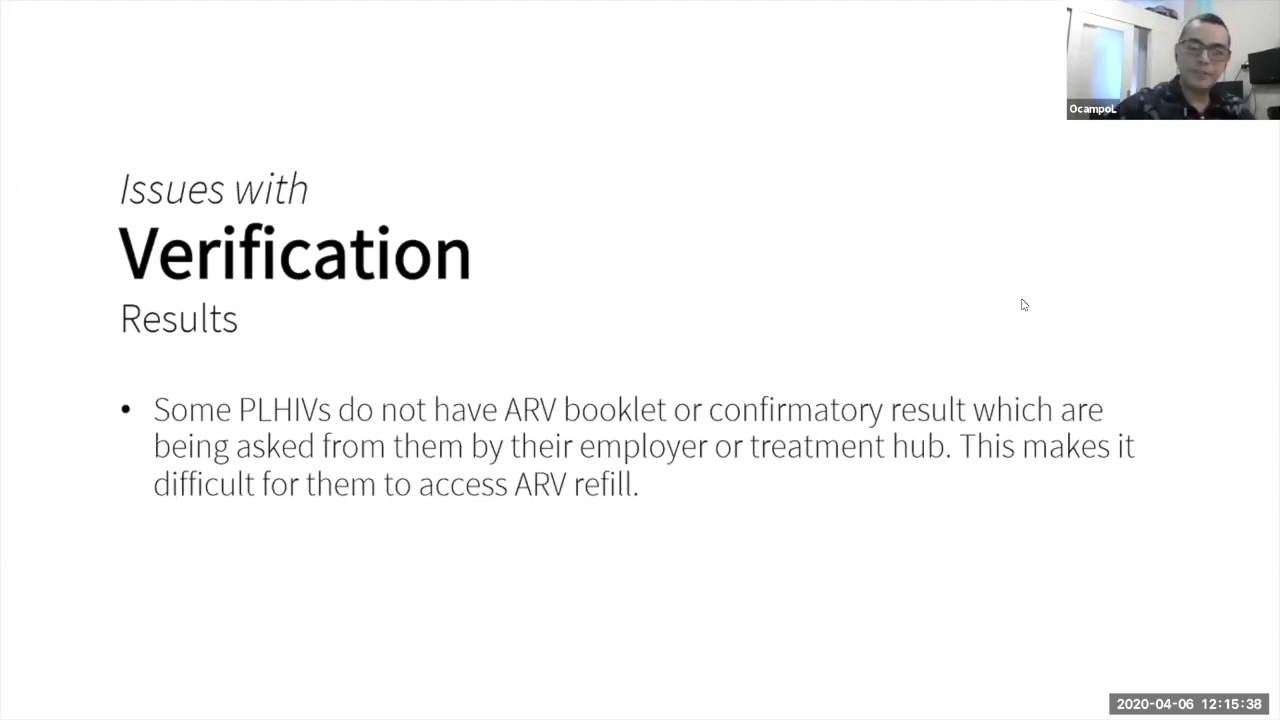 OcampoL
Issues with
Verification
Results
• Some PLHIVs do not have ARV booklet or confirmatory result which are
being asked from them by their employer or treatment hub. This makes it
difficult for them to access ARV refill.
2020-04-06 12:15:38